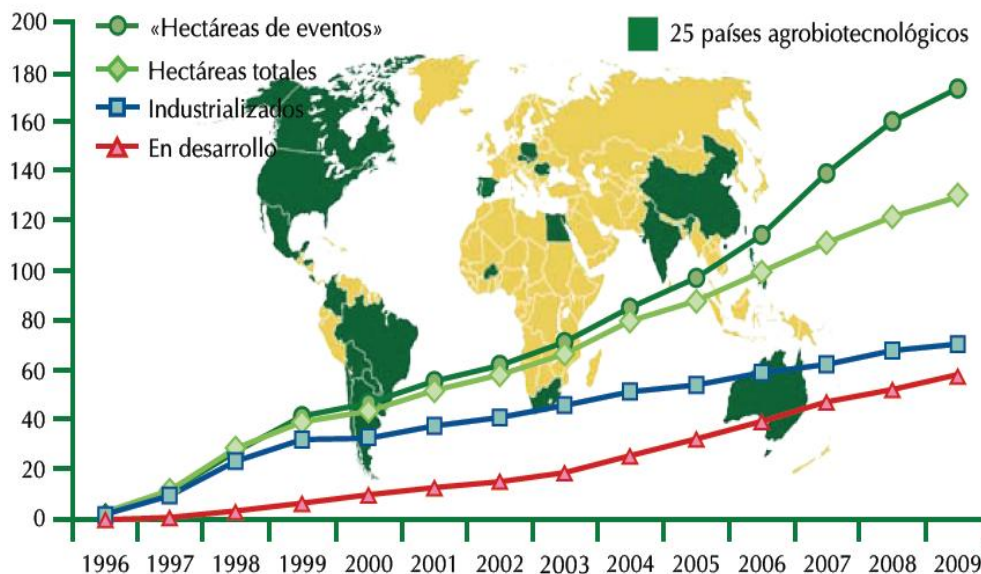 200
180
160
140
120
100
80
60
40
20
0
«Hectáreas de eventos»
Hectáreas totales
Industrializados
En desarrollo
25 países agrobiotecnológicos
1996 1997 1998 1999 2000 2001 2002 2003 2004 2005 2006 2007 2008 2009